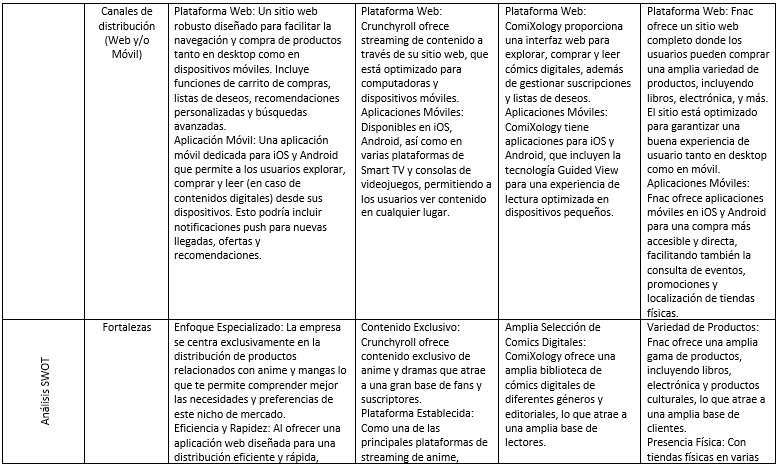 Canales de
distribución
(Web y/o
Móvil)
Plataforma Web: Un sitio web
robusto diseñado para facilitar la
navegación y compra de productos
tanto en desktop como en
dispositivos móviles. Incluye
funciones de carrito de compras,
listas de deseos, recomendaciones
personalizadas y búsquedas
avanzadas.
Aplicación Móvil: Una aplicación
móvil dedicada para iOS y Android
que permite a los usuarios explorar,
comprar y leer (en caso de
contenidos digitales) desde sus
dispositivos. Esto podría incluir
notificaciones push para nuevas
llegadas, ofertas y
recomendaciones.
Plataforma Web:
Crunchyroll ofrece
streaming de contenido a
través de su sitio web, que
está optimizado para
computadoras y
dispositivos móviles.
Aplicaciones Móviles:
Disponibles en iOS,
Android, así como en
varias plataformas de
Smart TV y consolas de
videojuegos, permitiendo a
los usuarios ver contenido
en cualquier lugar.
Plataforma Web:
ComiXology proporciona
una interfaz web para
explorar, comprar y leer
cómics digitales, además
de gestionar suscripciones
y listas de deseos.
Aplicaciones Móviles:
ComiXology tiene
aplicaciones para iOS y
Android, que incluyen la
tecnología Guided View
para una experiencia de
lectura optimizada en
dispositivos pequeños.
Plataforma Web: Fnac
ofrece un sitio web
completo donde los
usuarios pueden comprar
una amplia variedad de
productos, incluyendo
libros, electrónica, y más.
El sitio está optimizado
para garantizar una
buena experiencia de
usuario tanto en desktop
como en móvil.
Aplicaciones Móviles:
Fnac ofrece aplicaciones
móviles en iOS y Android
para una compra más
accesible y directa,
facilitando también la
consulta de eventos,
promociones y
localización de tiendas
físicas.
Análisis SWOT
Fortalezas
Enfoque Especializado: La empresa
se centra exclusivamente en la
distribución de productos
relacionados con anime y mangas lo
que te permite comprender mejor
las necesidades y preferencias de
este nicho de mercado.
Eficiencia y Rapidez: Al ofrecer una
aplicación web diseñada para una
distribución eficiente y rápida,
Contenido Exclusivo:
Crunchyroll ofrece
contenido exclusivo de
anime y dramas que atrae
a una gran base de fans y
suscriptores.
Plataforma Establecida:
Como una de las
principales plataformas de
streaming de anime,
Amplia Selección de
Comics Digitales:
ComiXology ofrece una
amplia biblioteca de
cómics digitales de
diferentes géneros y
editoriales, lo que atrae a
una amplia base de
lectores.
Variedad de Productos:
Fnac ofrece una amplia
gama de productos,
incluyendo libros,
electrónica y productos
culturales, lo que atrae a
una amplia base de
clientes.
Presencia Física: Con
tiendas físicas en varias